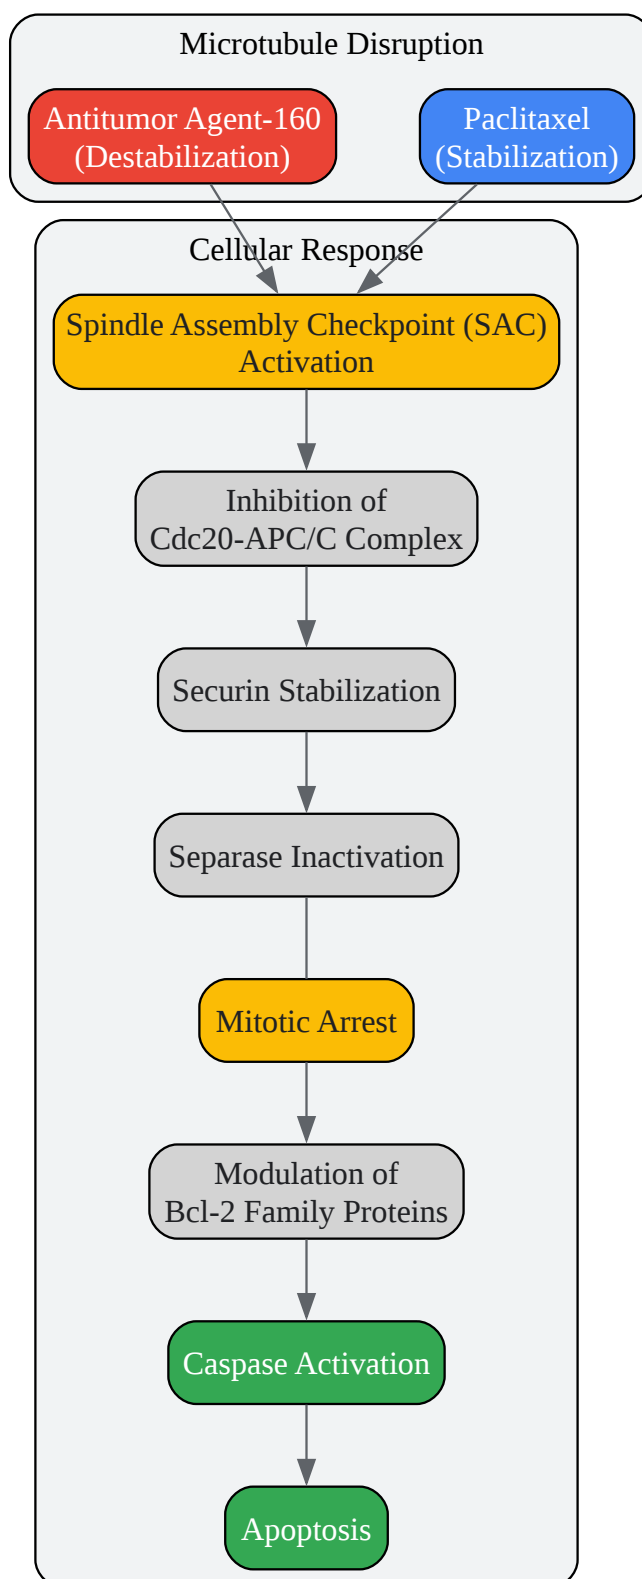 Microtubule Disruption
Antitumor Agent-160
(Destabilization)
Paclitaxel
(Stabilization)
Cellular Response
Spindle Assembly Checkpoint (SAC)
Activation
Inhibition of
Cdc20-APC/C Complex
Securin Stabilization
Separase Inactivation
Mitotic Arrest
Modulation of
Bcl-2 Family Proteins
Caspase Activation
Apoptosis